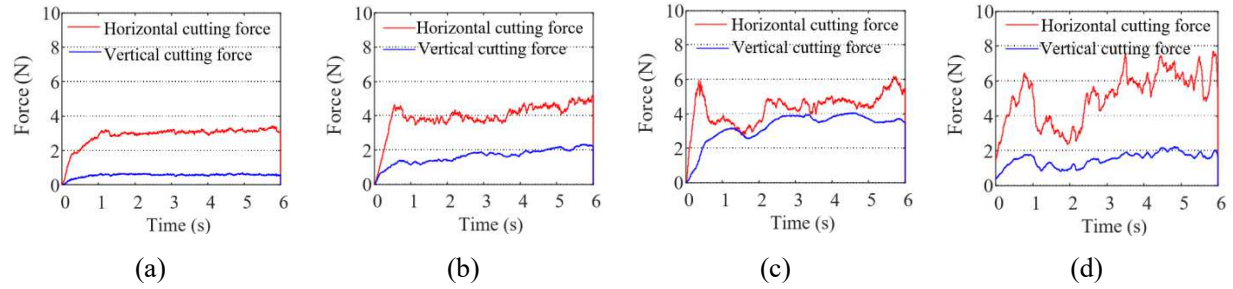 10
8
6
4
2
0
Force (N)
Horizontal cutting force
Vertical cutting force
0 1 2 3 4 5 6
Time (s)
(a)
10
8
6
4
2
0
Force (N)
Horizontal cutting force
Vertical cutting force
0 1 2 3 4 5 6
Time (s)
(b)
10
8
6
4
2
0
Force (N)
Horizontal cutting force
Vertical cutting force
0 1 2 3 4 5 6
Time (s)
(c)
10
8
6
4
2
0
Force (N)
Horizontal cutting force
Vertical cutting force
0 1 2 3 4 5 6
Time (s)
(d)